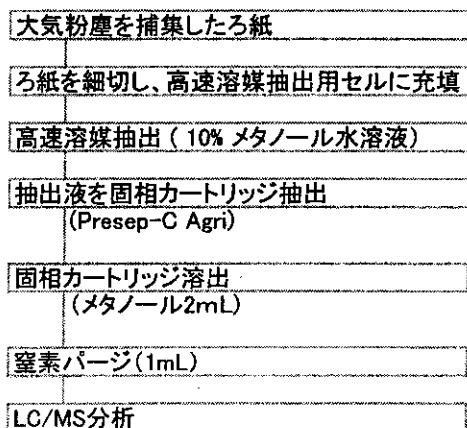 大気粉塵を捕集したろ紙
ろ紙を細切し、高速溶媒抽出用セルに充填
高速溶媒抽出 ( 10% メタノール水溶液)
抽出液を固相カートリッジ抽出
(Presep-C Agri)
固相カートリッジ溶出
(メタノール2mL)
窒素パージ(1mL)
LC/MS分析